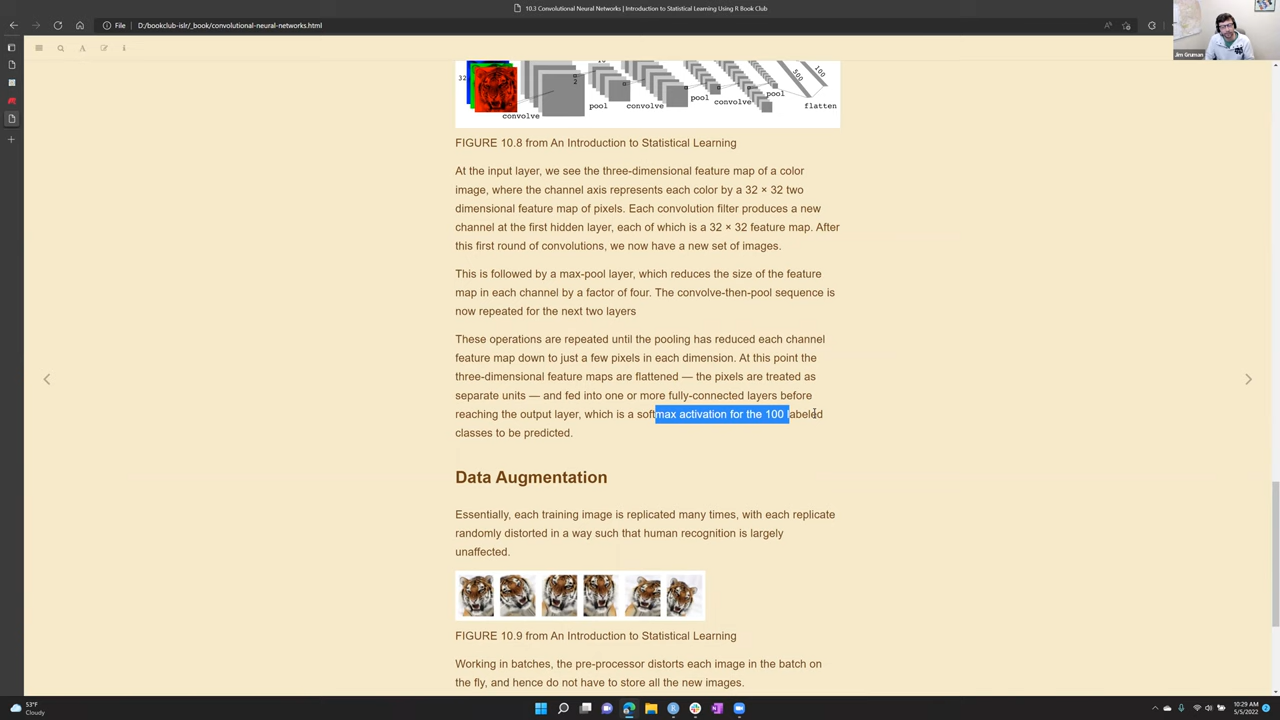 10.3 Convolutional Neural Networks | Introduction to Statistical Learning Using R Book Club
File D:/bookclub-islr/_book/convolutional-neural-networks.html
Jim Gruman
32
500
100
pool
pool
pool
convolve
convolve
convolve
flatten
FIGURE 10.8 from An Introduction to Statistical Learning
At the input layer, we see the three-dimensional feature map of a color
image, where the channel axis represents each color by a 32 × 32 two
dimensional feature map of pixels. Each convolution filter produces a new
channel at the first hidden layer, each of which is a 32 × 32 feature map. After
this first round of convolutions, we now have a new set of images.
This is followed by a max-pool layer, which reduces the size of the feature
map in each channel by a factor of four. The convolve-then-pool sequence is
now repeated for the next two layers
These operations are repeated until the pooling has reduced each channel
feature map down to just a few pixels in each dimension. At this point the
three-dimensional feature maps are flattened — the pixels are treated as
separate units — and fed into one or more fully-connected layers before
reaching the output layer, which is a softmax activation for the 100 labeled
classes to be predicted.
Data Augmentation
Essentially, each training image is replicated many times, with each replicate
randomly distorted in a way such that human recognition is largely
unaffected.
FIGURE 10.9 from An Introduction to Statistical Learning
Working in batches, the pre-processor distorts each image in the batch on
the fly, and hence do not have to store all the new images.
53°F
Cloudy
10:29 AM
5/5/2022